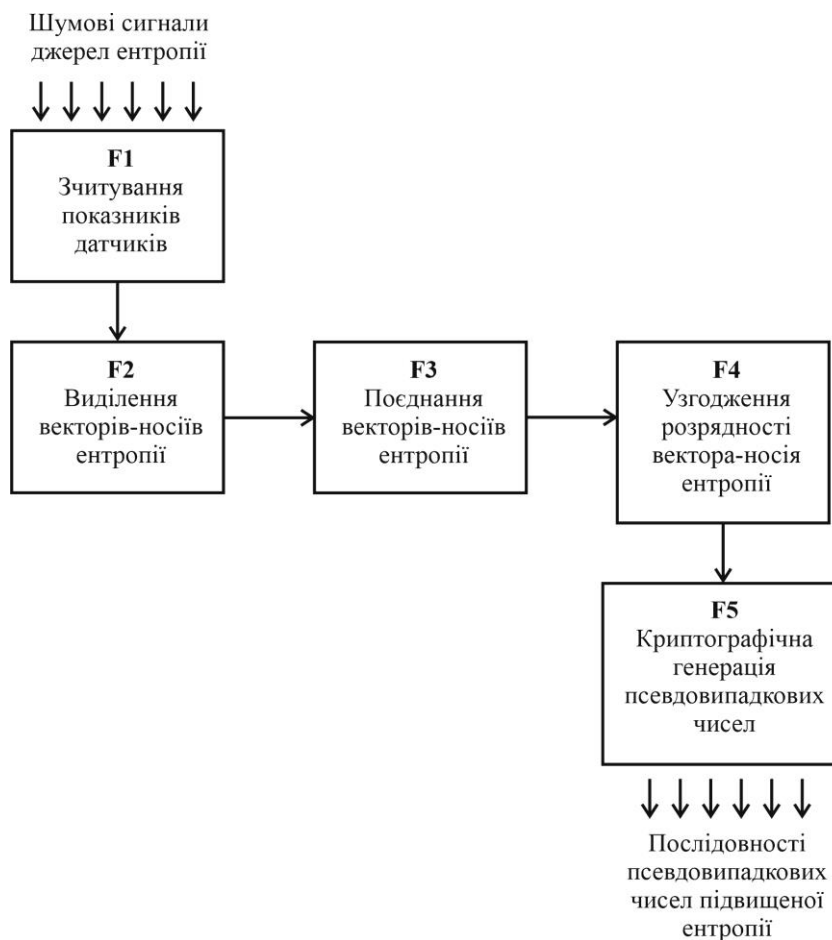 Шумові сигнали
джерел ентропії
F1
Зчитування
показників
датчиків
F2
Виділення
векторів-носіїв
ентропії
F3
Поєднання
векторів-носіїв
ентропії
F4
Узгодження
розрядності
вектора-носія
ентропії
F5
Криптографічна
генерація
псевдовипадкових
чисел
Послідовності
псевдовипадкових
чисел підвищеної
ентропії